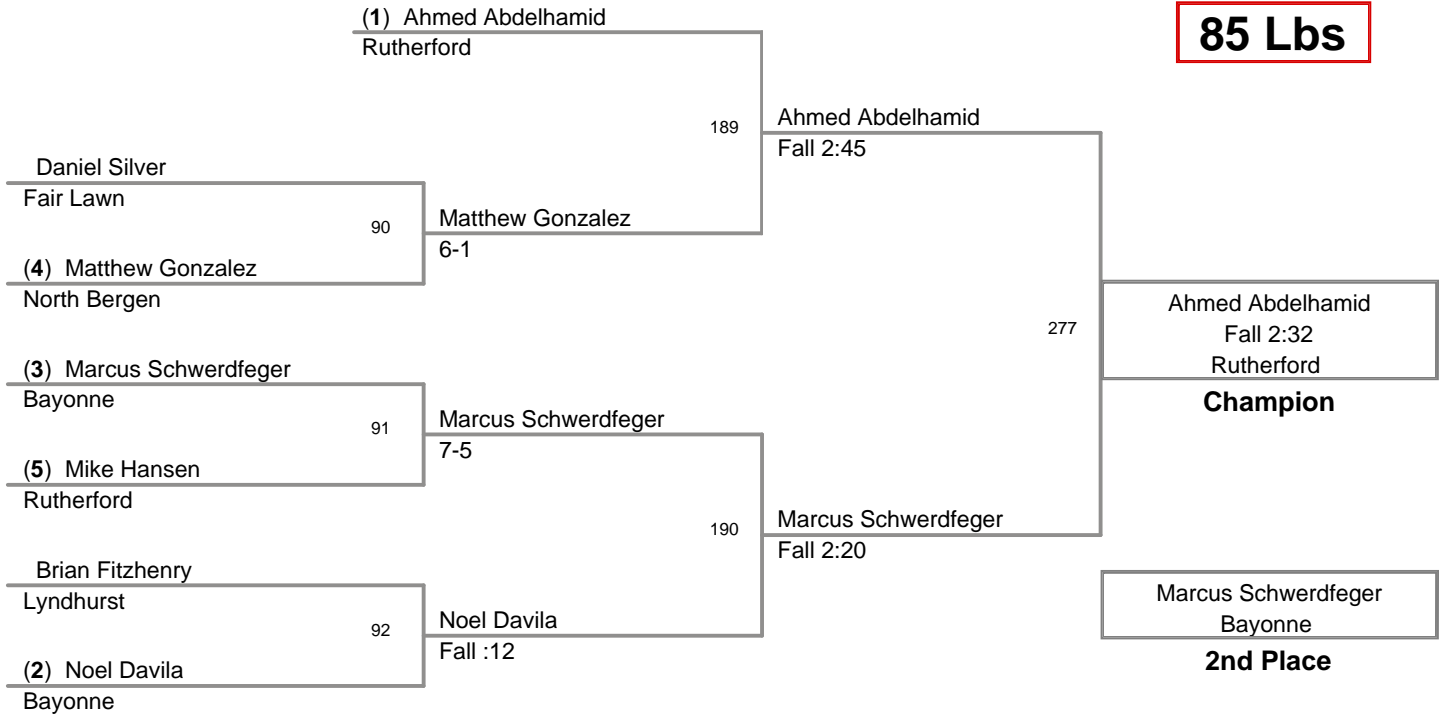 (1) Ahmed Abdelhamid
Rutherford
85 Lbs
189
Ahmed Abdelhamid
Fall 2:45
Daniel Silver
Fair Lawn
90
Matthew Gonzalez
6-1
(4) Matthew Gonzalez
North Bergen
277
Ahmed Abdelhamid
Fall 2:32
Rutherford
Champion
(3) Marcus Schwerdfeger
Bayonne
91
Marcus Schwerdfeger
7-5
(5) Mike Hansen
Rutherford
190
Marcus Schwerdfeger
Fall 2:20
Brian Fitzhenry
Lyndhurst
92
Noel Davila
Fall :12
(2) Noel Davila
Bayonne
Marcus Schwerdfeger
Bayonne
2nd Place